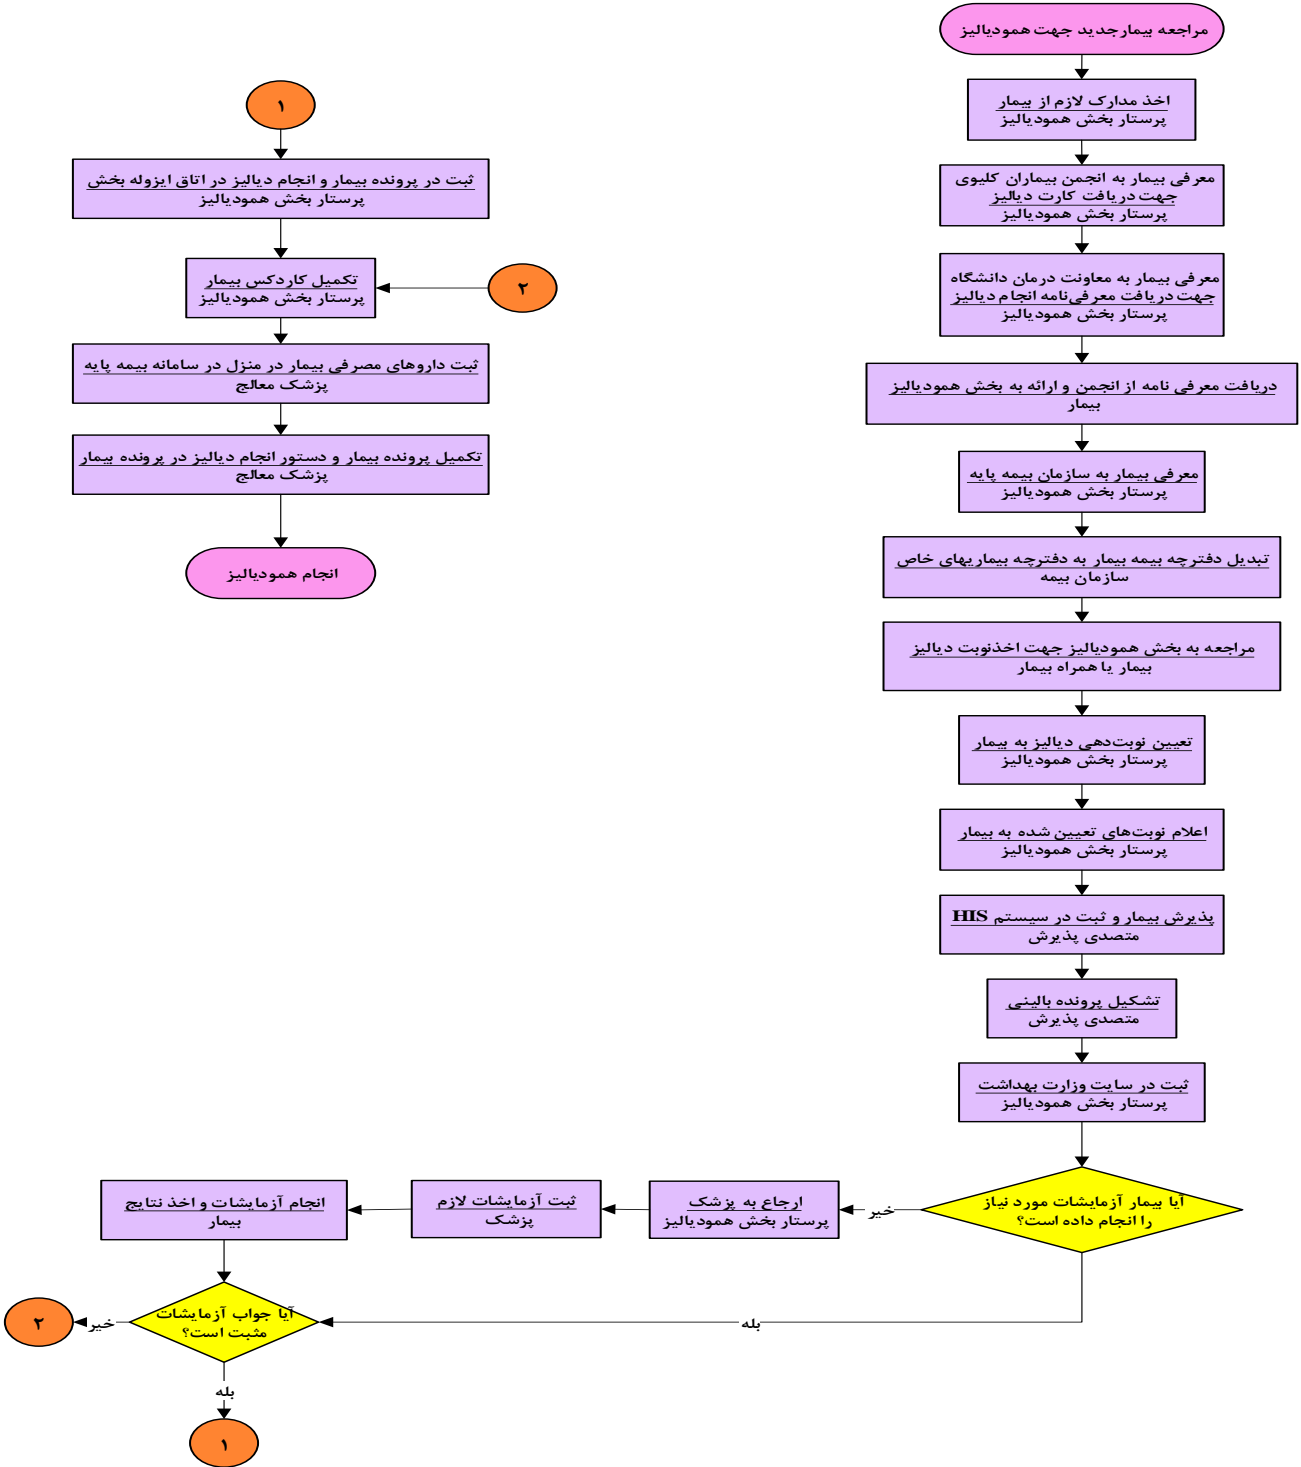 مراجعه بیمارجدید جهت همودیالیز
اخذ مدارک لازم از بیمار
پرستار بخش همودیالیز
معرفی بیمار به انجمن بیماران کلیوی
جهت دریافت کارت دیالیز
پرستار بخش همودیالیز
معرفی بیمار به معاونت درمان دانشگاه
جهت دریافت معرفی‌نامه انجام دیالیز
پرستار بخش همودیالیز
دریافت معرفی نامه از انجمن و ارائه به بخش همودیالیز
بیمار
معرفی بیمار به سازمان بیمه پایه
پرستار بخش همودیالیز
تبدیل دفترچه بیمه بیمار به دفترچه بیماریهای خاص
سازمان بیمه
مراجعه به بخش همودیالیز جهت اخذنوبت دیالیز
بیمار یا همراه بیمار
تعیین نوبت‌دهی دیالیز به بیمار
پرستار بخش همودیالیز
اعلام نوبت‌های تعیین شده به بیمار
پرستار بخش همودیالیز
پذیرش بیمار و ثبت در سیستم HIS
متصدی پذیرش
تشکیل پرونده بالینی
متصدی پذیرش
ثبت در سایت وزارت بهداشت
پرستار بخش همودیالیز
آیا بیمار آزمایشات مورد نیاز
را انجام داده است؟
خیر
ارجاع به پزشک
پرستار بخش همودیالیز
ثبت آزمایشات لازم
پزشک
انجام آزمایشات و اخذ نتایج
بیمار
بله
آیا جواب آزمایشات
مثبت است؟
خیر
۲
بله
۱
۱
ثبت در پرونده بیمار و انجام دیالیز در اتاق ایزوله بخش
پرستار بخش همودیالیز
تکمیل کاردکس بیمار
پرستار بخش همودیالیز
۲
ثبت داروهای مصرفی بیمار در منزل در سامانه بیمه پایه
پزشک معالج
تکمیل پرونده بیمار و دستور انجام دیالیز در پرونده بیمار
پزشک معالج
انجام همودیالیز